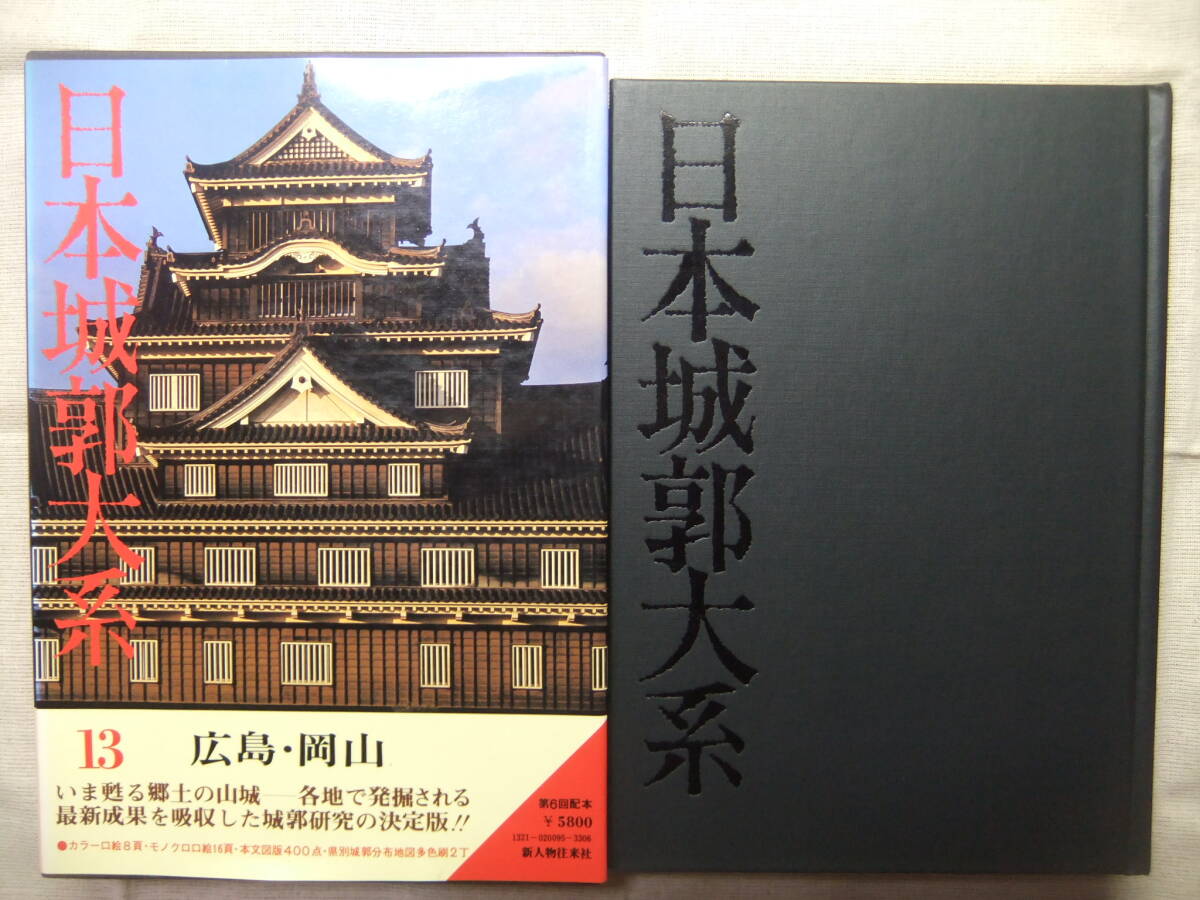 日本城郭大系
13 広島・岡山
いま甦る郷土の山城――各地で発掘される
最新成果を吸収した城郭研究の決定版!!
●カラー口絵8頁・モノクロ口絵16頁・本文図版400点・県別城郭分布地図多色刷2丁
第6回配本
¥5800
1321-020095-3306
新人物往来社
日本城郭大系